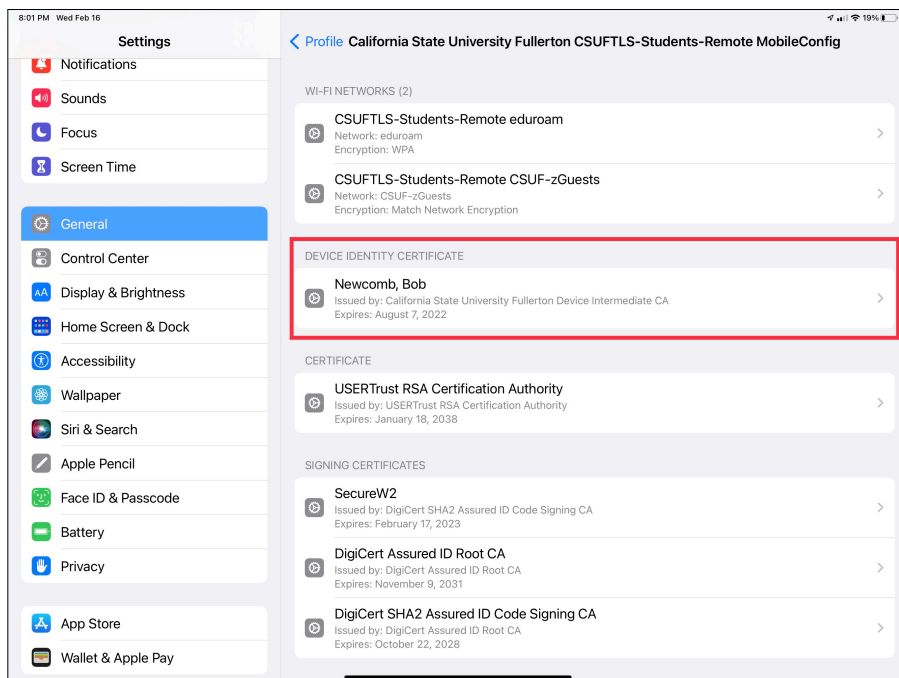 8:01 PM Wed Feb 16
19%
Settings
Notifications
Sounds
Focus
Screen Time
General
Control Center
AA
Display & Brightness
Home Screen & Dock
Accessibility
Wallpaper
Siri & Search
Apple Pencil
Face ID & Passcode
Battery
Privacy
App Store
Wallet & Apple Pay
Profile California State University Fullerton CSUFTLS-Students-Remote MobileConfig
WI-FI NETWORKS (2)
CSUFTLS-Students-Remote eduroam
Network: eduroam
Encryption: WPA
CSUFTLS-Students-Remote CSUF-zGuests
Network: CSUF-zGuests
Encryption: Match Network Encryption
DEVICE IDENTITY CERTIFICATE
Newcomb, Bob
Issued by: California State University Fullerton Device Intermediate CA
Expires: August 7, 2022
CERTIFICATE
USERTrust RSA Certification Authority
Issued by: USERTrust RSA Certification Authority
Expires: January 18, 2038
SIGNING CERTIFICATES
SecureW2
Issued by: DigiCert SHA2 Assured ID Code Signing CA
Expires: February 17, 2023
DigiCert Assured ID Root CA
Issued by: DigiCert Assured ID Root CA
Expires: November 9, 2031
DigiCert SHA2 Assured ID Code Signing CA
Issued by: DigiCert Assured ID Root CA
Expires: October 22, 2028